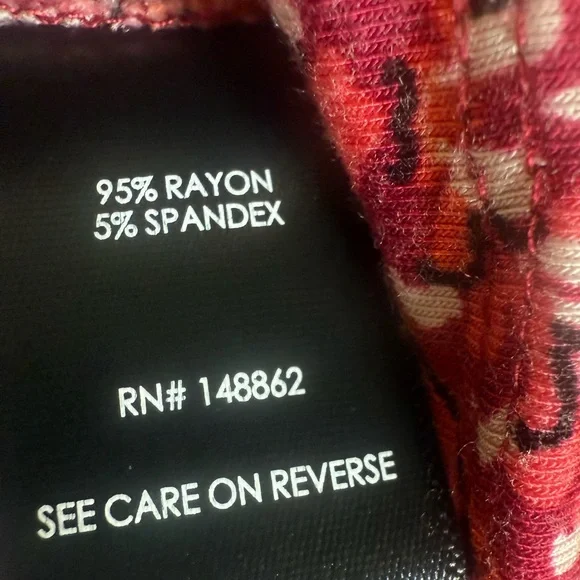 95% RAYON
5% SPANDEX
RN# 148862
SEE CARE ON REVERSE